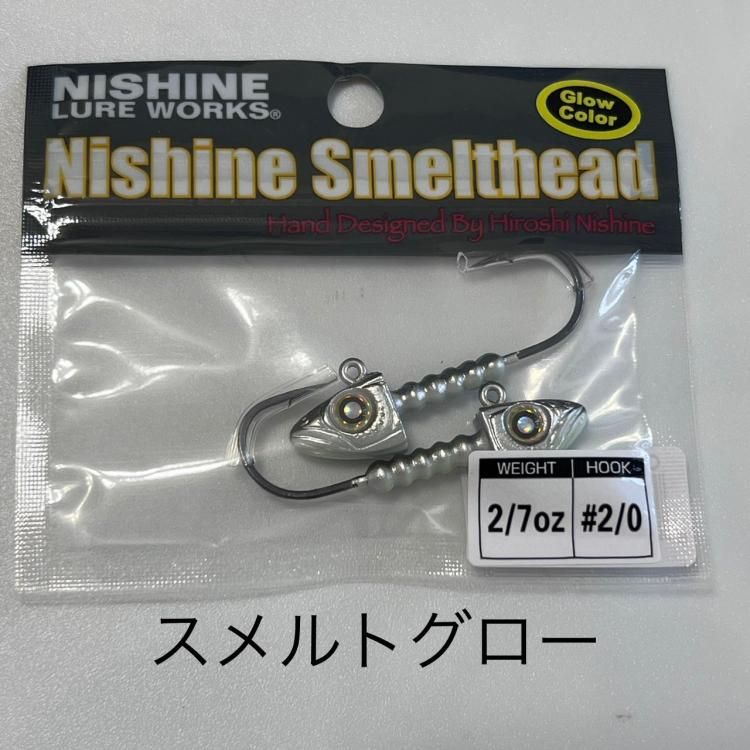 NISHINE
LURE WORKS®
Glow
Color
Nishine Smelthead
Hand Designed By Hiroshi Nishine
WEIGHT HOOK
2/7oz #2/0
スメルトグロー